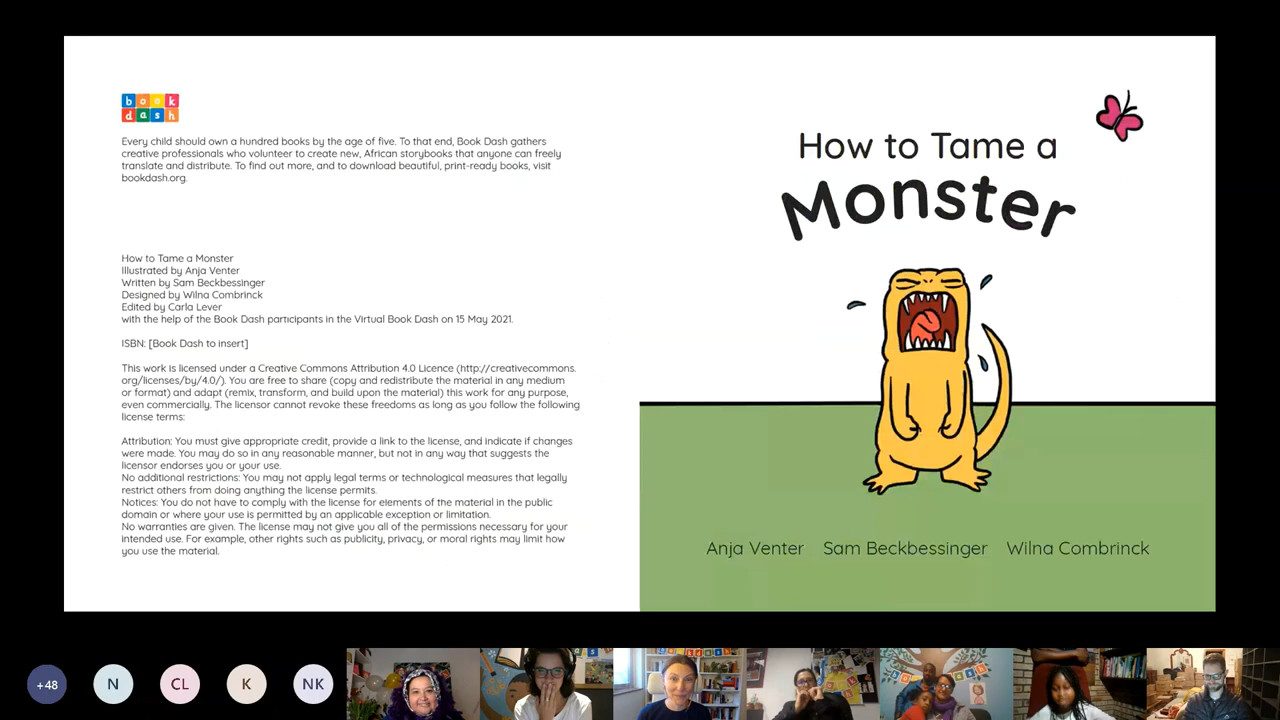 book
dash
Every child should own a hundred books by the age of five. To that end, Book Dash gathers
creative professionals who volunteer to create new, African storybooks that anyone can freely
translate and distribute. To find out more, and to download beautiful, print-ready books, visit
bookdash.org.
How to Tame a Monster
Illustrated by Anja Venter
Written by Sam Beckbessinger
Designed by Wilna Combrinck
Edited by Carla Lever
with the help of the Book Dash participants in the Virtual Book Dash on 15 May 2021.
ISBN: [Book Dash to insert]
This work is licensed under a Creative Commons Attribution 4.0 Licence (http://creativecommons.
org/licenses/by/4.0/). You are free to share (copy and redistribute the material in any medium
or format) and adapt (remix, transform, and build upon the material) this work for any purpose,
even commercially. The licensor cannot revoke these freedoms as long as you follow the following
license terms:
Attribution: You must give appropriate credit, provide a link to the license, and indicate if changes
were made. You may do so in any reasonable manner, but not in any way that suggests the
licensor endorses you or your use.
No additional restrictions: You may not apply legal terms or technological measures that legally
restrict others from doing anything the license permits.
Notices: You do not have to comply with the license for elements of the material in the public
domain or where your use is permitted by an applicable exception or limitation.
No warranties are given. The license may not give you all of the permissions necessary for your
intended use. For example, other rights such as publicity, privacy, or moral rights may limit how
you use the material.
How to Tame a
Monster
Anja Venter Sam Beckbessinger Wilna Combrinck
+48 N CL K NK